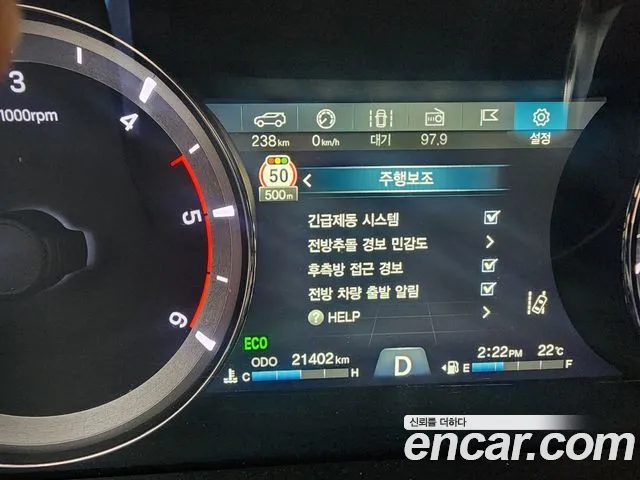 3
1000rpm
4
5
6
238km 0km/h 대기 97.9 설정
50
500m
주행보조
긴급제동 시스템
전방추돌 경보 민감도
후측방 접근 경보
전방 차량 출발 알림
? HELP
ECO
ODO 21402 km
D
2:22PM 22℃
C H
E F
신뢰를 더하다
encar.com